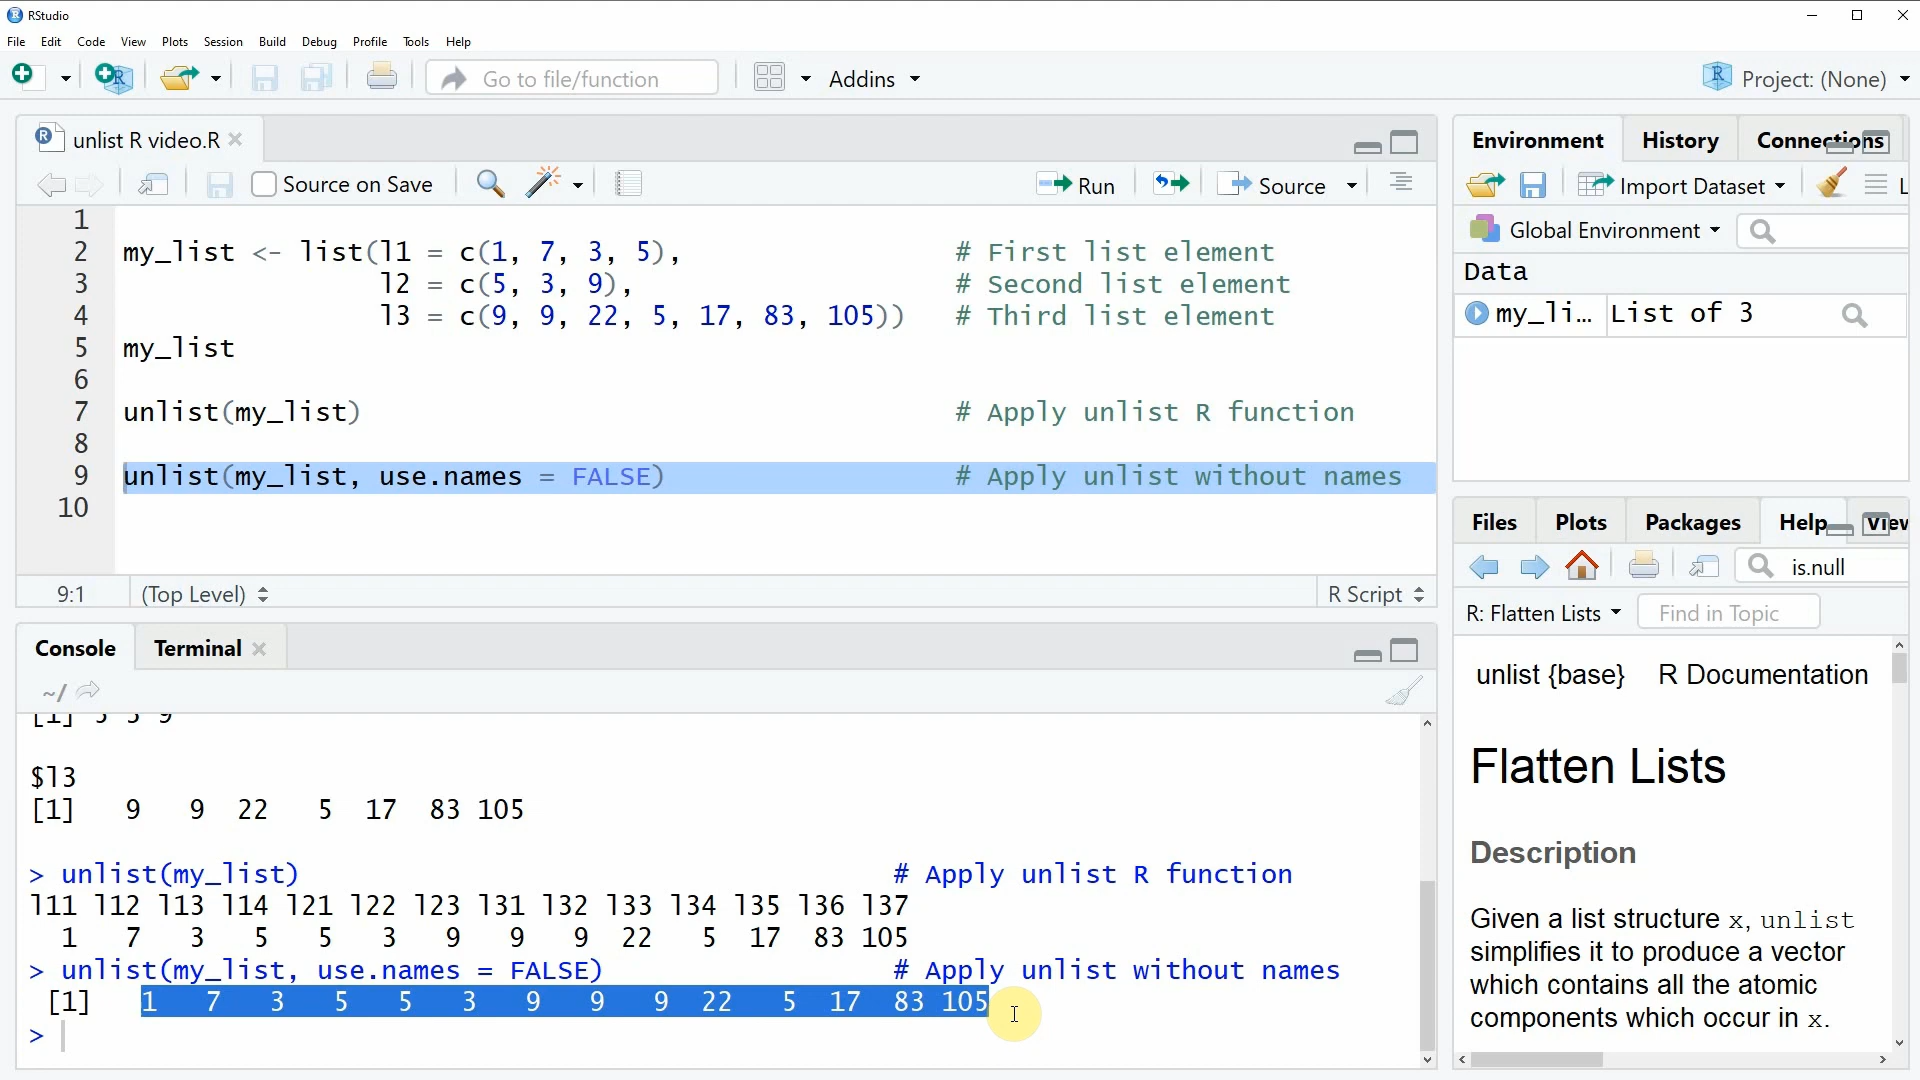 RStudio
File Edit Code View Plots Session Build Debug Profile Tools Help
Go to file/function Addins Project: (None)
unlist R video.R
Source on Save Run Source
1
2 my_list <- list(l1 = c(1, 7, 3, 5), # First list element
3 l2 = c(5, 3, 9), # Second list element
4 l3 = c(9, 9, 22, 5, 17, 83, 105)) # Third list element
5 my_list
6
7 unlist(my_list) # Apply unlist R function
8
9 unlist(my_list, use.names = FALSE) # Apply unlist without names
10
9:1 (Top Level) R Script
Console Terminal
~/
[1] 5 3 9
$l3
[1] 9 9 22 5 17 83 105
> unlist(my_list) # Apply unlist R function
l11 l12 l13 l14 l21 l22 l23 l31 l32 l33 l34 l35 l36 l37
1 7 3 5 5 3 9 9 9 22 5 17 83 105
> unlist(my_list, use.names = FALSE) # Apply unlist without names
[1] 1 7 3 5 5 3 9 9 9 22 5 17 83 105
>
Environment History Connections
Import Dataset L
Global Environment
Data
my_li… List of 3
Files Plots Packages Help View
is.null
R: Flatten Lists Find in Topic
unlist {base} R Documentation
Flatten Lists
Description
Given a list structure x, unlist
simplifies it to produce a vector
which contains all the atomic
components which occur in x.